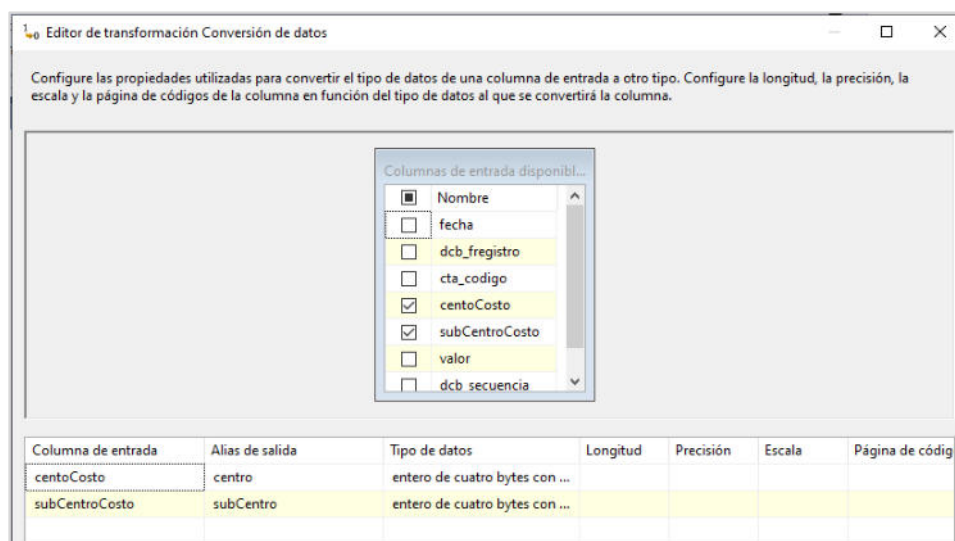 Editor de transformación Conversión de datos
Configure las propiedades utilizadas para convertir el tipo de datos de una columna de entrada a otro tipo. Configure la longitud, la precisión, la
escala y la página de códigos de la columna en función del tipo de datos al que se convertirá la columna.
Columnas de entrada disponibl...
Nombre
fecha
dcb_fregistro
cta_codigo
centoCosto
subCentroCosto
valor
dcb_secuencia
Columna de entrada Alias de salida Tipo de datos Longitud Precisión Escala Página de códig
centoCosto centro entero de cuatro bytes con ...
subCentroCosto subCentro entero de cuatro bytes con ...